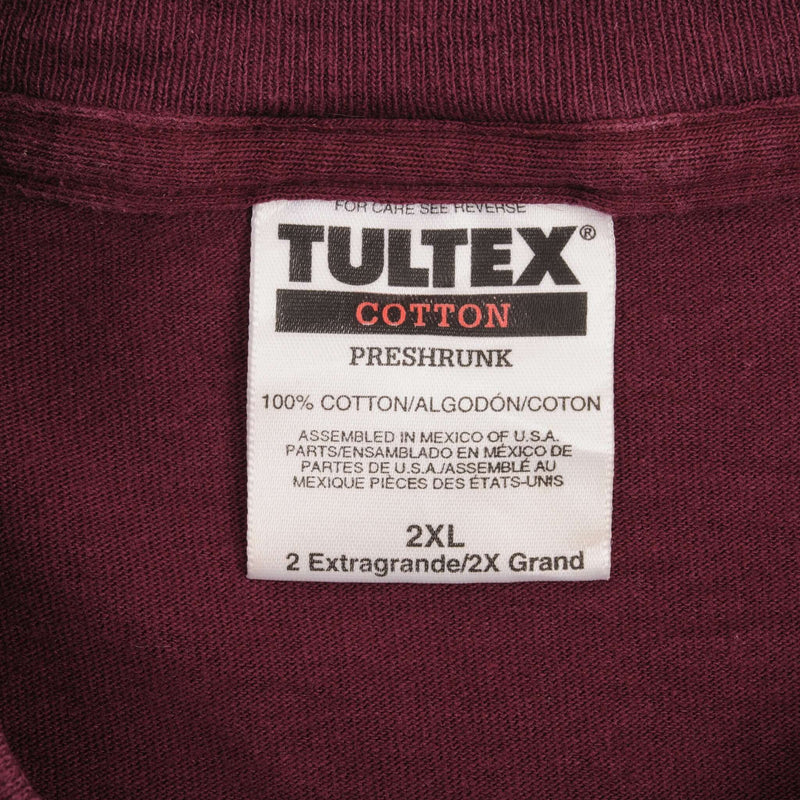 FOR CARE SEE REVERSE
TULTEX®
COTTON
PRESHRUNK
100% COTTON/ALGODÓN/COTON
ASSEMBLED IN MEXICO OF U.S.A.
PARTS/ENSAMBLADO EN MÉXICO DE
PARTES DE U.S.A./ASSEMBLÉ AU
MEXIQUE PIÈCES DES ÉTATS-UNIS
2XL
2 Extragrande/2X Grand